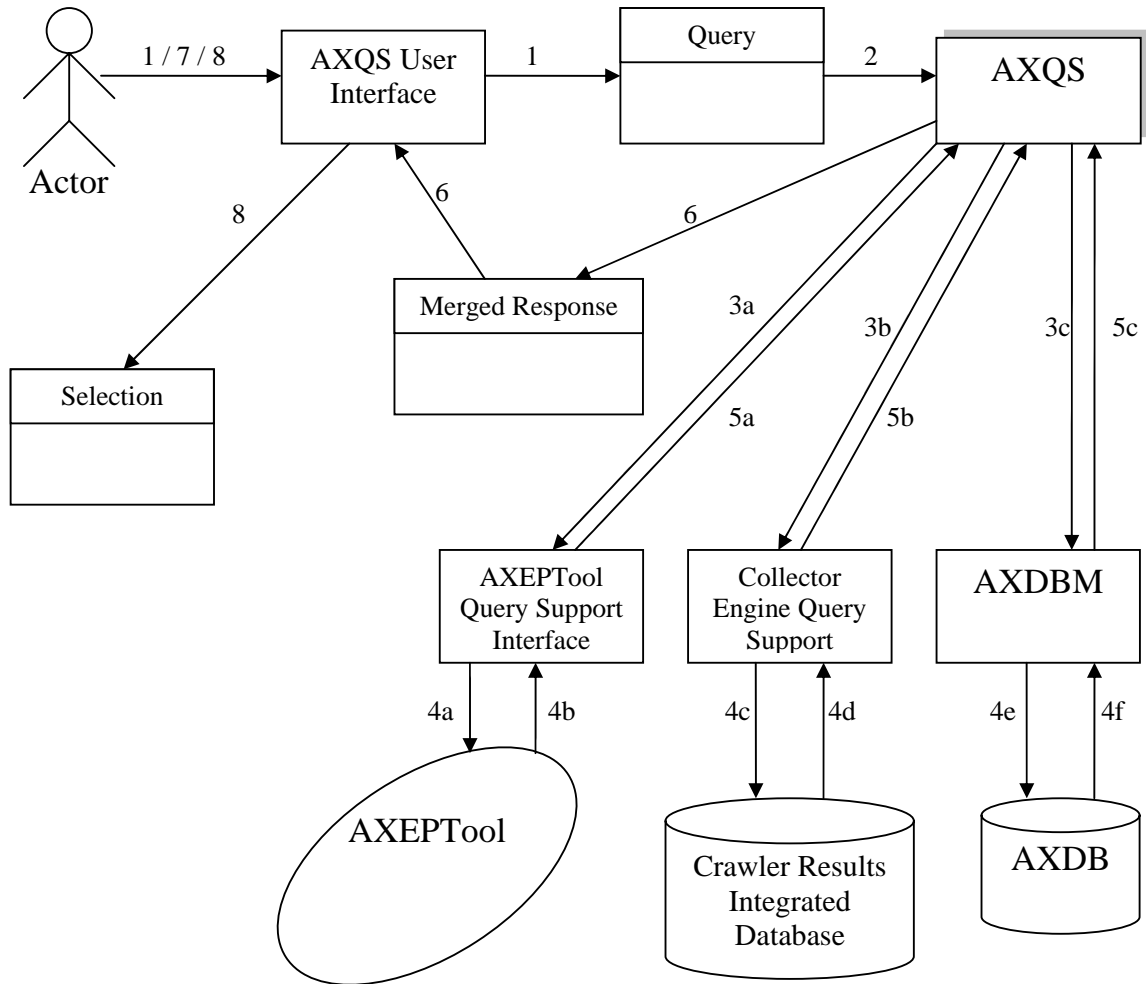 1 / 7 / 8
AXQS User
Interface
1
Query
2
AXQS
Actor
8
6
6
Merged Response
3a
3b
3c
5c
Selection
5a
5b
AXEPTool
Query Support
Interface
Collector
Engine Query
Support
AXDBM
4a
4b
4c
4d
4e
4f
AXEPTool
Crawler Results
Integrated
Database
AXDB